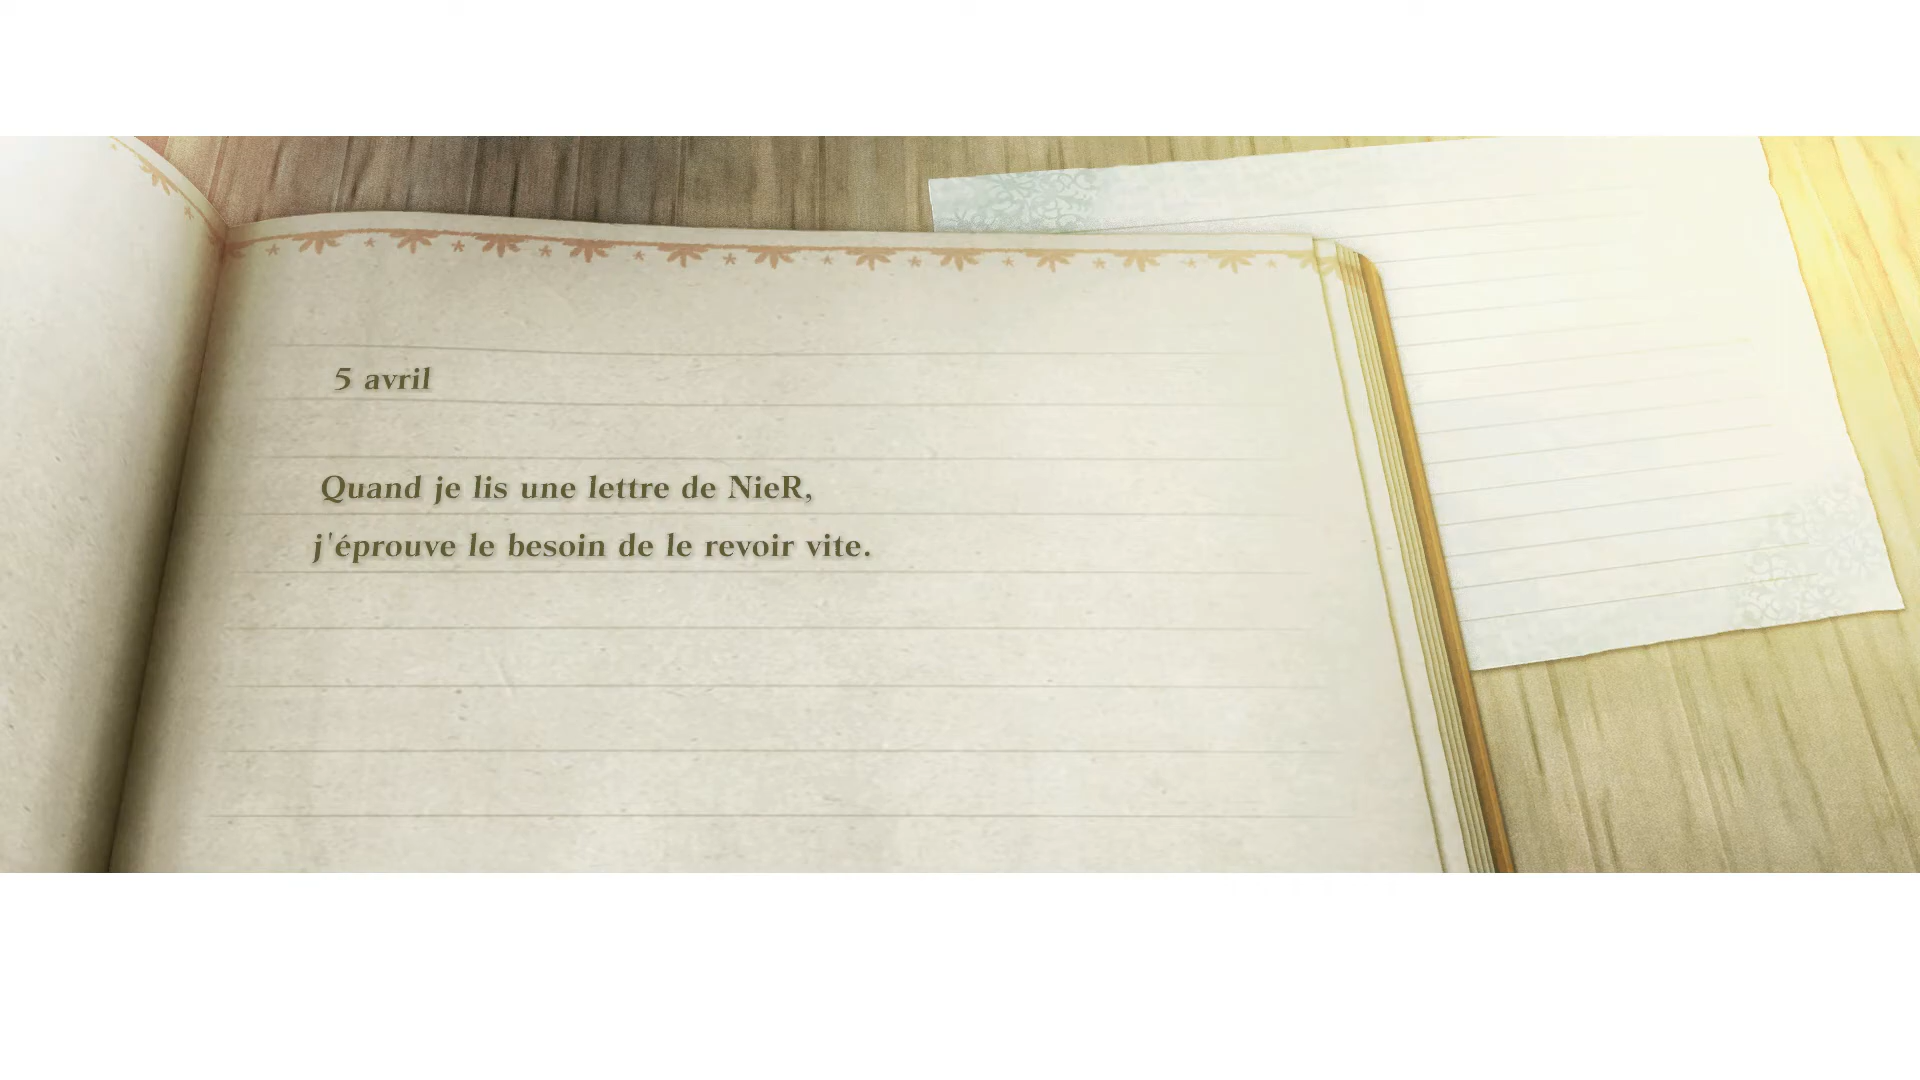 5 avril
Quand je lis une lettre de NieR,
j'éprouve le besoin de le revoir vite.